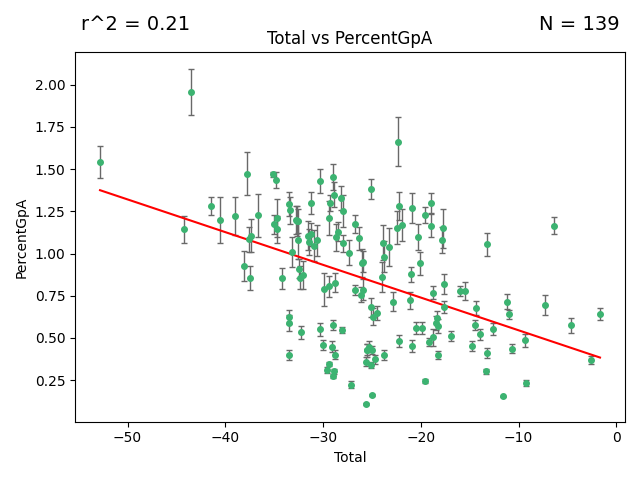 r^2 = 0.21
N = 139
Total vs PercentGpA
PercentGpA
2.00
1.75
1.50
1.25
1.00
0.75
0.50
0.25
−50
−40
−30
−20
−10
0
Total